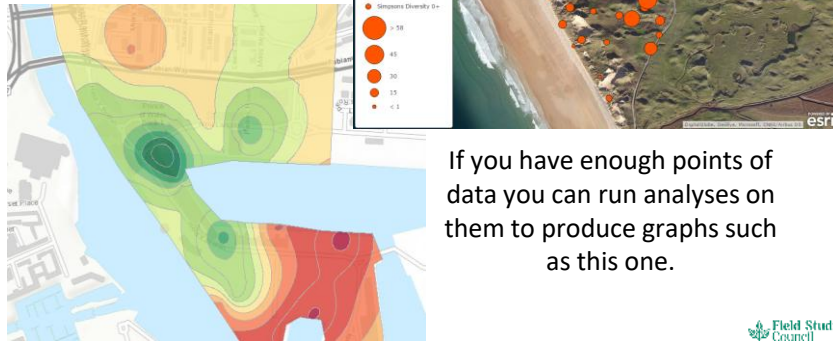 Simpsons Diversity 0+
> 58
45
30
15
< 1
esri
If you have enough points of
data you can run analyses on
them to produce graphs such
as this one.
Field Stud
Council